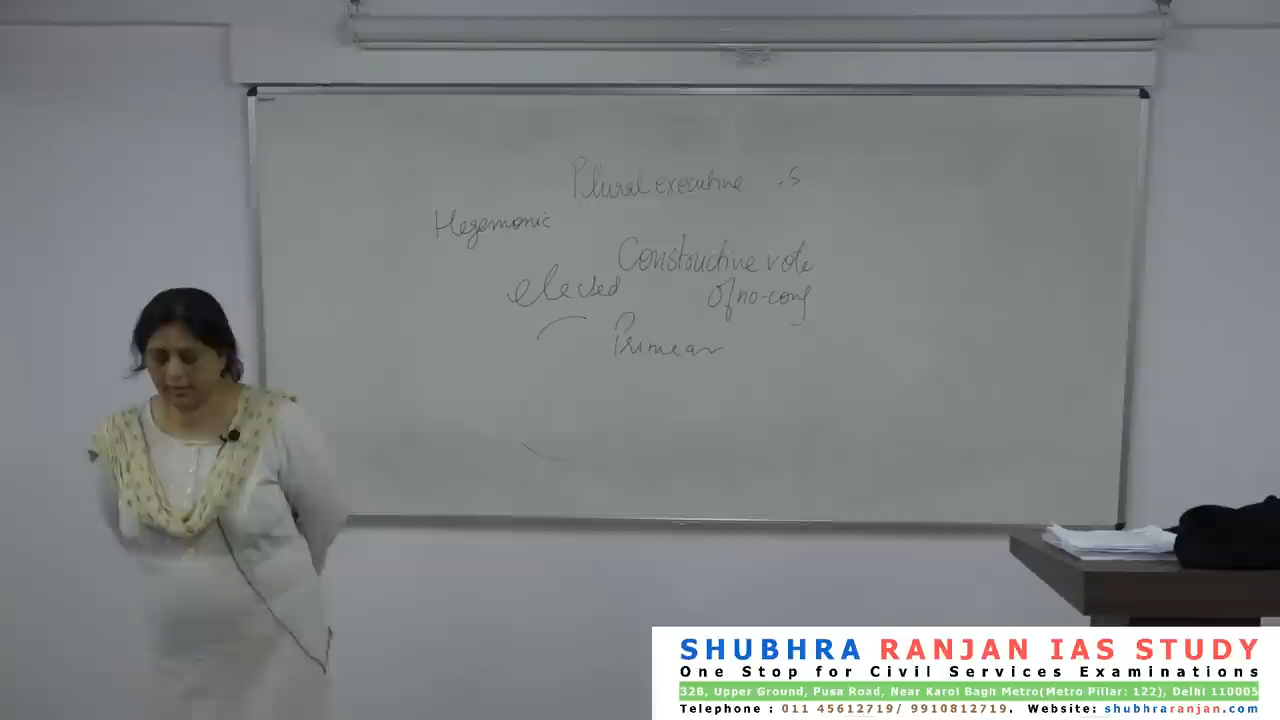 Plural executive - S
Hegemonic
Constructive vote
elected
of no-conf
SHUBHRA RANJAN IAS STUDY
One Stop for Civil Services Examinations
32B, Upper Ground, Pusa Road, Near Karol Bagh Metro(Metro Pillar: 122), Delhi 110005
Telephone : 011 45612719/ 9910812719. Website: shubhraranjan.com